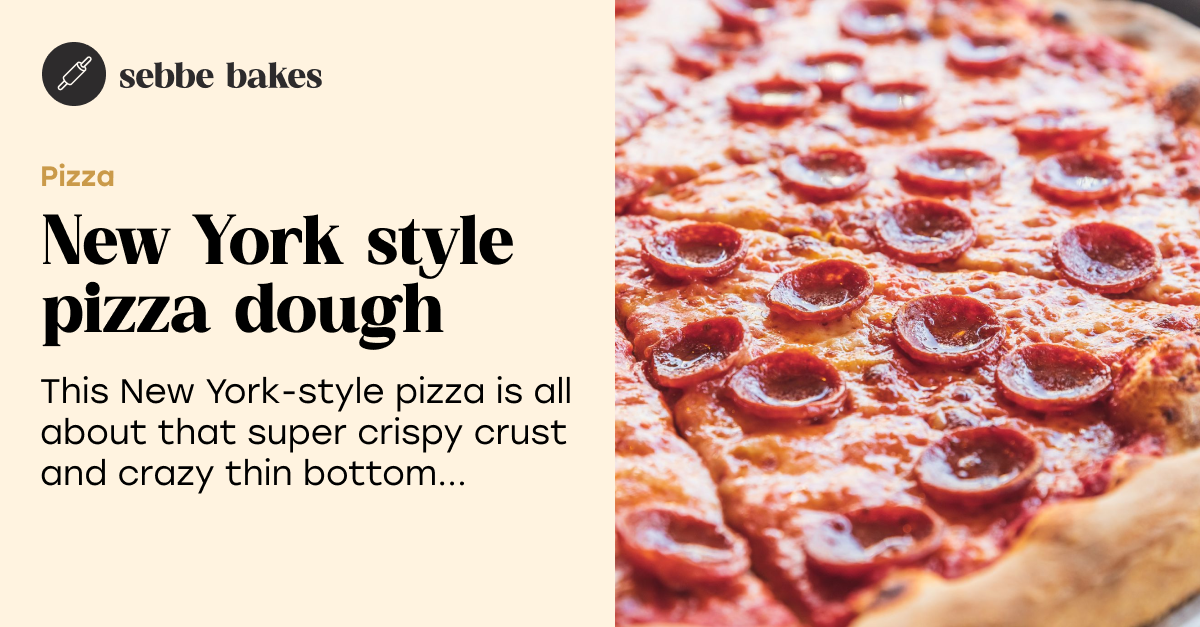 sebbe bakes
Pizza
New York style
pizza dough
This New York-style pizza is all
about that super crispy crust
and crazy thin bottom...